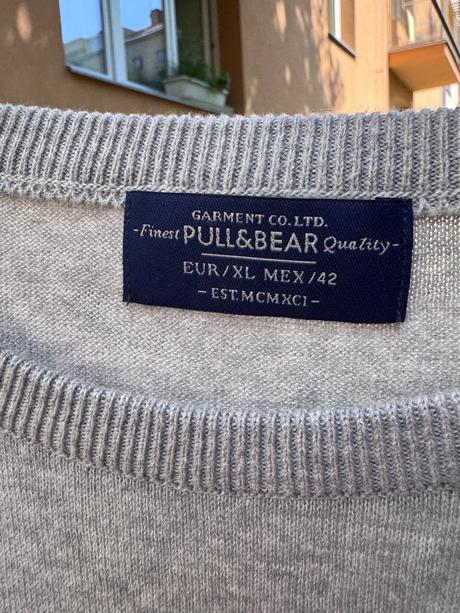 GARMENT CO. LTD.
-Finest PULL&BEAR Quality-
EUR/XL MEX/42
- EST.MCMXCI -